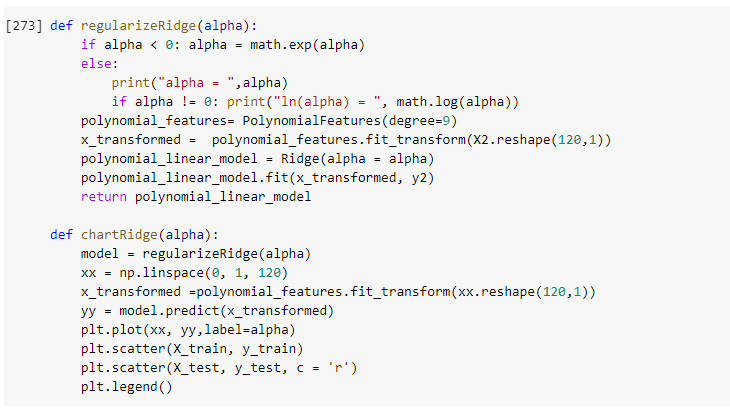 [273] def regularizeRidge(alpha):
    if alpha < 0: alpha = math.exp(alpha)
    else:
        print("alpha = ",alpha)
        if alpha != 0: print("ln(alpha) = ", math.log(alpha))
    polynomial_features= PolynomialFeatures(degree=9)
    x_transformed =  polynomial_features.fit_transform(X2.reshape(120,1))
    polynomial_linear_model = Ridge(alpha = alpha)
    polynomial_linear_model.fit(x_transformed, y2)
    return polynomial_linear_model
def chartRidge(alpha):
    model = regularizeRidge(alpha)
    xx = np.linspace(0, 1, 120)
    x_transformed =polynomial_features.fit_transform(xx.reshape(120,1))
    yy = model.predict(x_transformed)
    plt.plot(xx, yy,label=alpha)
    plt.scatter(X_train, y_train)
    plt.scatter(X_test, y_test, c = 'r')
    plt.legend()